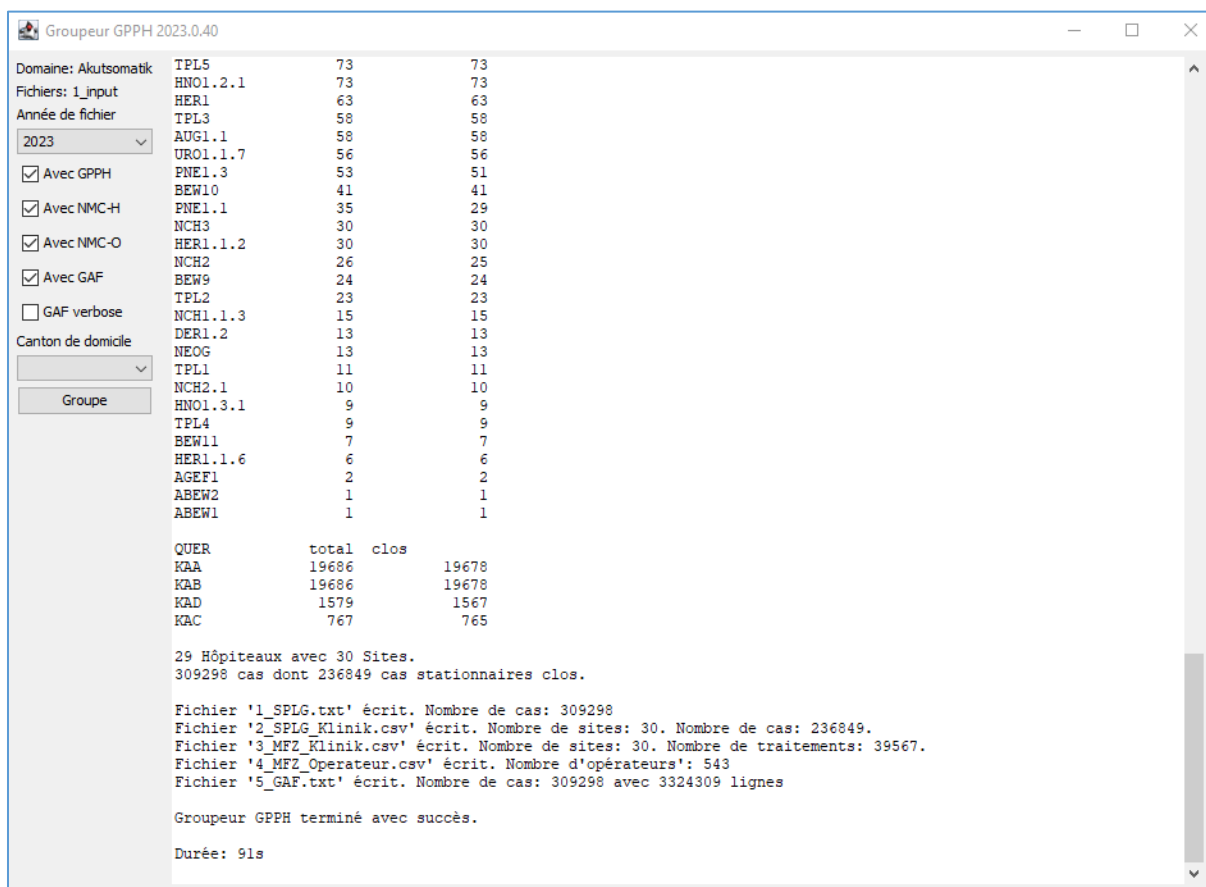 Groupeur GPPH 2023.0.40
Domaine: Akutsomatik
Fichiers: 1_input
Année de fichier
2023
Avec GPPH
Avec NMC-H
Avec NMC-O
Avec GAF
GAF verbose
Canton de domicile
Groupe
TPL5 73 73
HNO1.2.1 73 73
HER1 63 63
TPL3 58 58
AUG1.1 58 58
URO1.1.7 56 56
PNE1.3 53 51
BEW10 41 41
PNE1.1 35 29
NCH3 30 30
HER1.1.2 30 30
NCH2 26 25
BEW9 24 24
TPL2 23 23
NCH1.1.3 15 15
DER1.2 13 13
NEOG 13 13
TPL1 11 11
NCH2.1 10 10
HNO1.3.1 9 9
TPL4 9 9
BEW11 7 7
HER1.1.6 6 6
AGEF1 2 2
ABEW2 1 1
ABEW1 1 1
QUER total clos
KAA 19686 19678
KAB 19686 19678
KAD 1579 1567
KAC 767 765
29 Hôpiteaux avec 30 Sites.
309298 cas dont 236849 cas stationnaires clos.
Fichier '1_SPLG.txt' écrit. Nombre de cas: 309298
Fichier '2_SPLG_Klinik.csv' écrit. Nombre de sites: 30. Nombre de cas: 236849.
Fichier '3_MFZ_Klinik.csv' écrit. Nombre de sites: 30. Nombre de traitements: 39567.
Fichier '4_MFZ_Operateur.csv' écrit. Nombre d'opérateurs': 543
Fichier '5_GAF.txt' écrit. Nombre de cas: 309298 avec 3324309 lignes
Groupeur GPPH terminé avec succès.
Durée: 91s